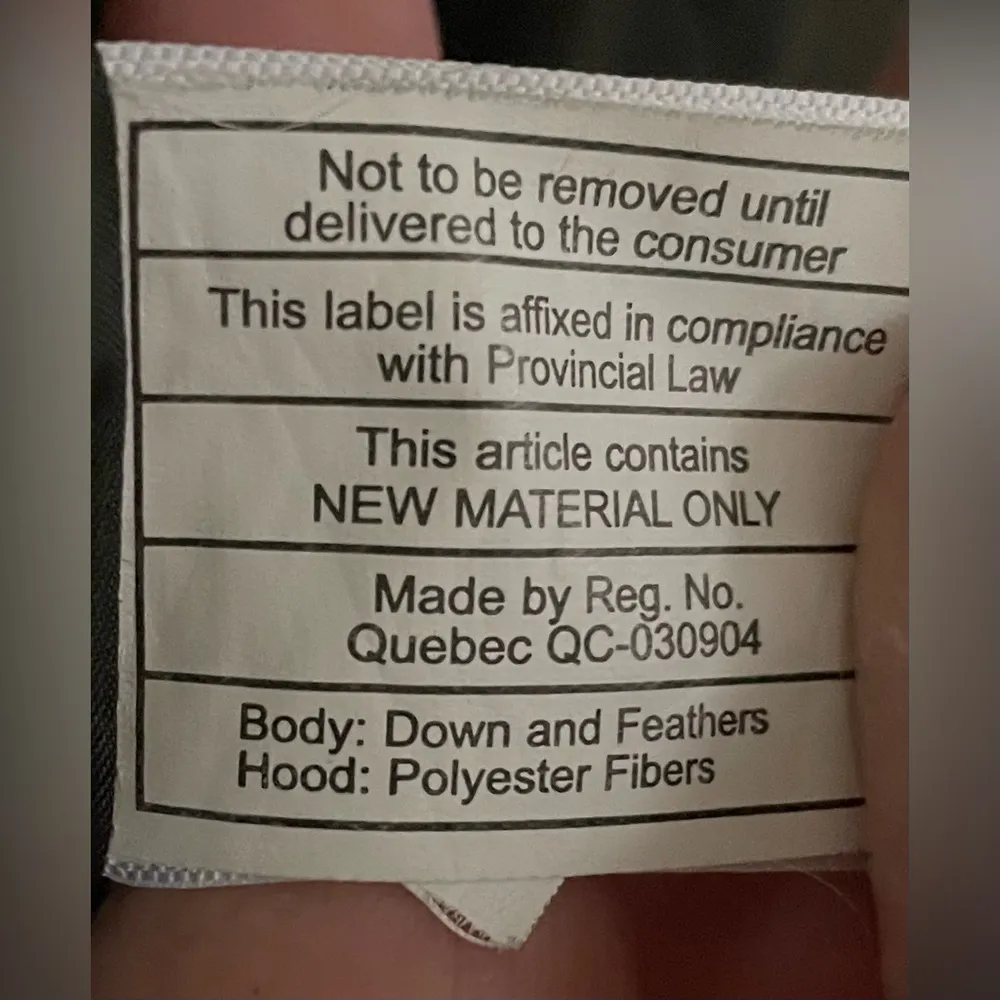 Not to be removed until
delivered to the consumer
This label is affixed in compliance
with Provincial Law
This article contains
NEW MATERIAL ONLY
Made by Reg. No.
Quebec QC-030904
Body: Down and Feathers
Hood: Polyester Fibers